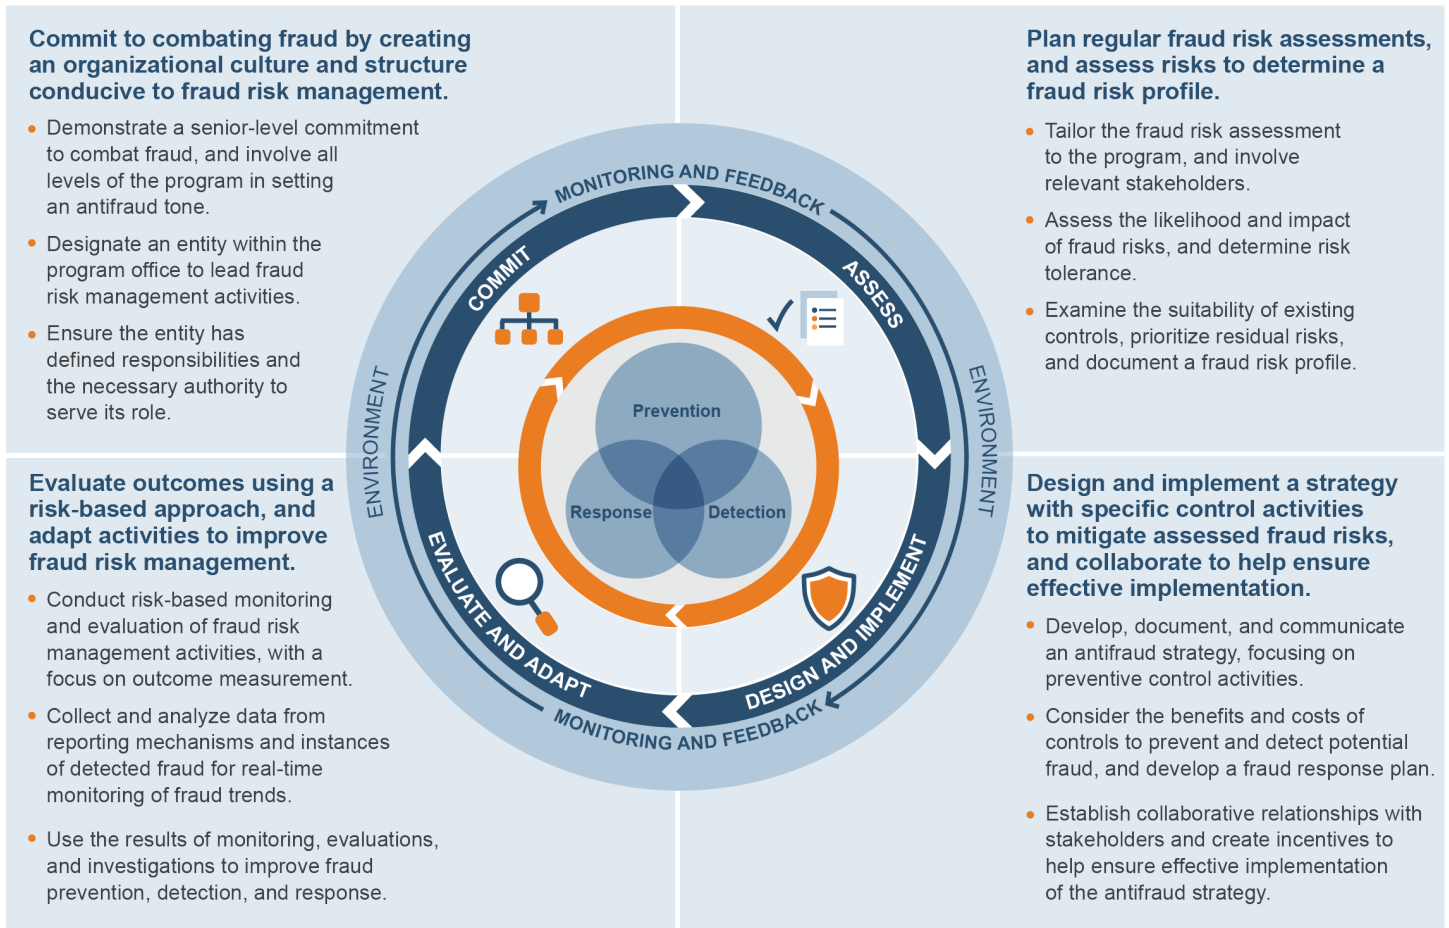 Commit to combating fraud by creating
an organizational culture and structure
conducive to fraud risk management.
Demonstrate a senior-level commitment
to combat fraud, and involve all
levels of the program in setting
an antifraud tone.
Designate an entity within the
program office to lead fraud
risk management activities.
Ensure the entity has
defined responsibilities and
the necessary authority to
serve its role.
Plan regular fraud risk assessments,
and assess risks to determine a
fraud risk profile.
Tailor the fraud risk assessment
to the program, and involve
relevant stakeholders.
Assess the likelihood and impact
of fraud risks, and determine risk
tolerance.
Examine the suitability of existing
controls, prioritize residual risks,
and document a fraud risk profile.
MONITORING AND FEEDBACK
COMMIT
ASSESS
ENVIRONMENT
ENVIRONMENT
Prevention
Response
Detection
EVALUATE AND ADAPT
DESIGN AND IMPLEMENT
MONITORING AND FEEDBACK
Evaluate outcomes using a
risk-based approach, and
adapt activities to improve
fraud risk management.
Conduct risk-based monitoring
and evaluation of fraud risk
management activities, with a
focus on outcome measurement.
Collect and analyze data from
reporting mechanisms and instances
of detected fraud for real-time
monitoring of fraud trends.
Use the results of monitoring, evaluations,
and investigations to improve fraud
prevention, detection, and response.
Design and implement a strategy
with specific control activities
to mitigate assessed fraud risks,
and collaborate to help ensure
effective implementation.
Develop, document, and communicate
an antifraud strategy, focusing on
preventive control activities.
Consider the benefits and costs of
controls to prevent and detect potential
fraud, and develop a fraud response plan.
Establish collaborative relationships with
stakeholders and create incentives to
help ensure effective implementation
of the antifraud strategy.